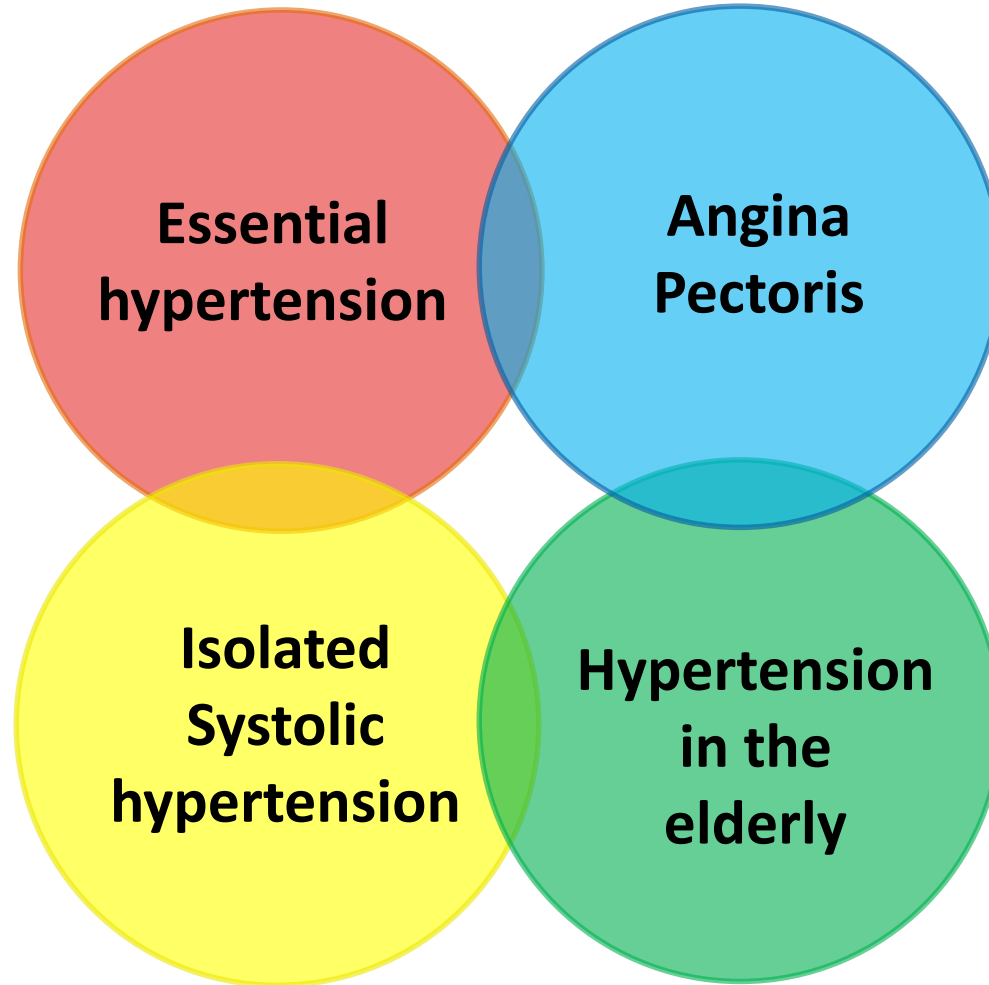 Essential
hypertension
Angina
Pectoris
Isolated
Systolic
hypertension
Hypertension
in the
elderly